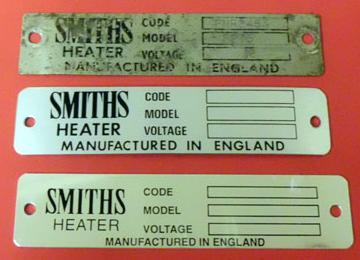 SMITHS CODE
HEATER MODEL
VOLTAGE
MANUFACTURED IN ENGLAND
SMITHS CODE
HEATER MODEL
VOLTAGE
MANUFACTURED IN ENGLAND
SMITHS CODE
HEATER MODEL
VOLTAGE
MANUFACTURED IN ENGLAND